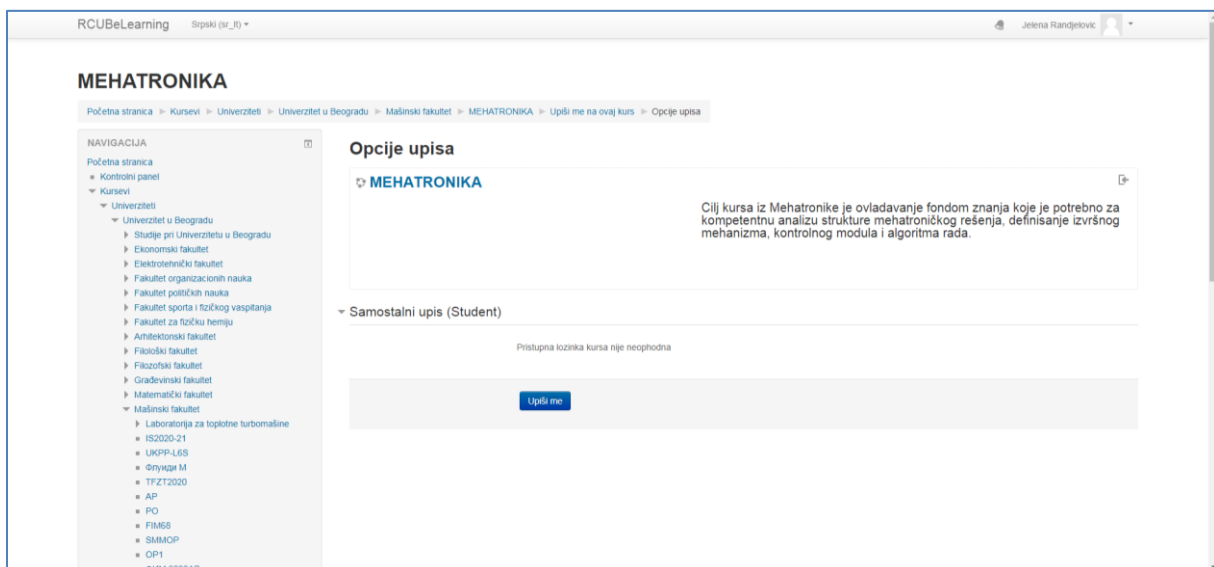 RCUBeLearning Srpski (sr_lt) Jelena Randjelovic
MEHATRONIKA
Početna stranica Kursevi Univerziteti Univerzitet u Beogradu Mašinski fakultet MEHATRONIKA Upiši me na ovaj kurs Opcije upisa
NAVIGACIJA
Početna stranica
Kontrolni panel
Kursevi
Univerziteti
Univerzitet u Beogradu
Studije pri Univerzitetu u Beogradu
Ekonomski fakultet
Elektrotehnički fakultet
Fakultet organizacionih nauka
Fakultet političkih nauka
Fakultet sporta i fizičkog vaspitanja
Fakultet za fizičku hemiju
Arhitektonski fakultet
Filološki fakultet
Filozofski fakultet
Građevinski fakultet
Matematički fakultet
Mašinski fakultet
Laboratorija za toplotne turbomašine
IS2020-21
UKPP-L6S
Флуиди М
TFZT2020
AP
PO
FIM68
SMMOP
OP1
Opcije upisa
MEHATRONIKA
Cilj kursa iz Mehatronike je ovladavanje fondom znanja koje je potrebno za
kompetentnu analizu strukture mehatroničkog rešenja, definisanje izvršnog
mehanizma, kontrolnog modula i algoritma rada.
Samostalni upis (Student)
Pristupna lozinka kursa nije neophodna
Upiši me